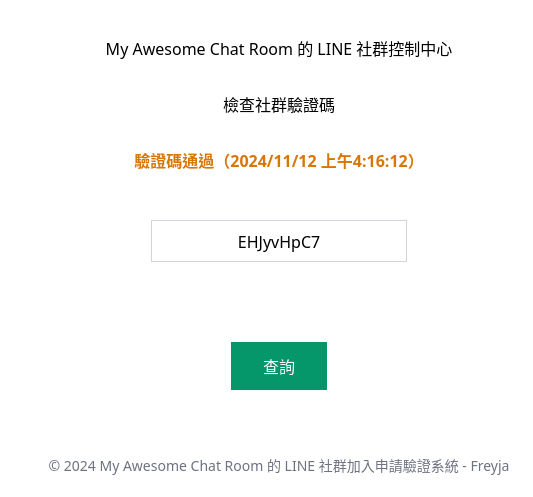 My Awesome Chat Room 的 LINE 社群控制中心
檢查社群驗證碼
驗證碼通過（2024/11/12 上午4:16:12）
EHJyvHpC7
查詢
© 2024 My Awesome Chat Room 的 LINE 社群加入申請驗證系統 - Freyja